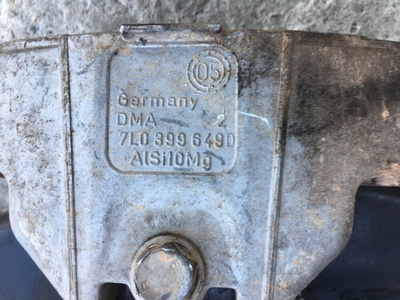 05
Germany
DMA 2
7L0 399 649D
AlSi10Mg